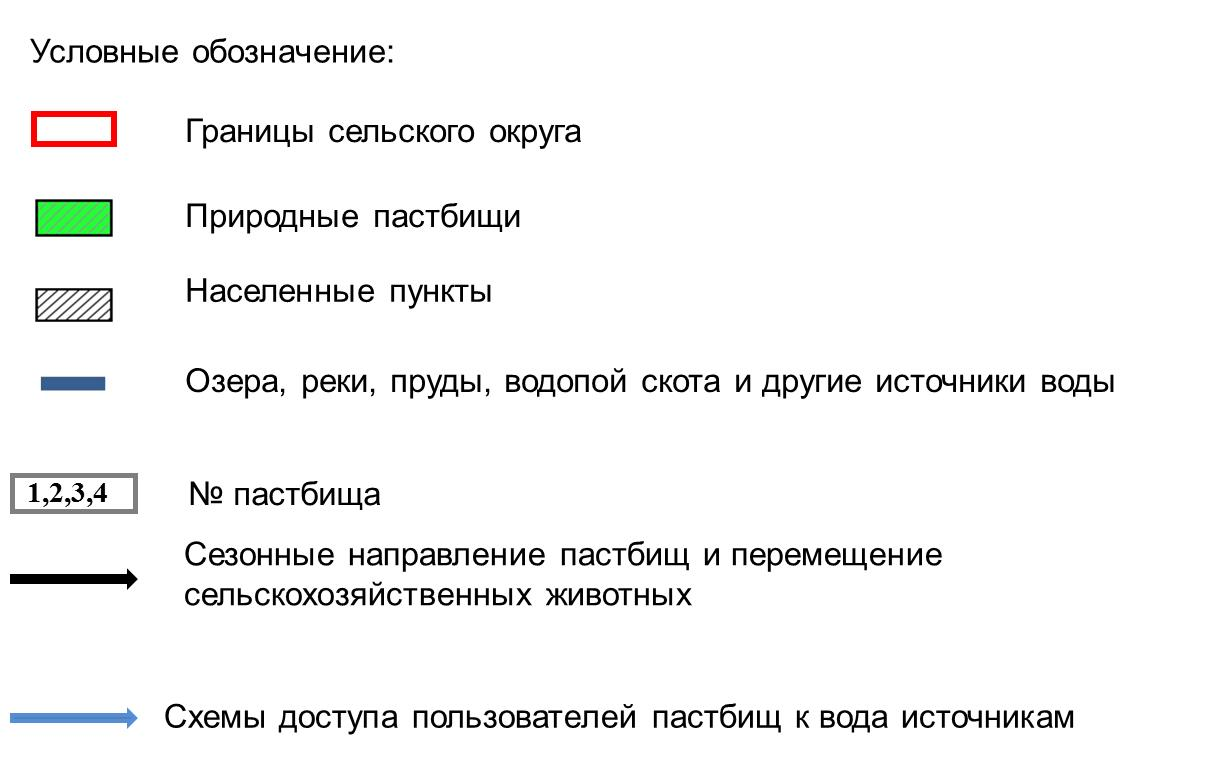 Условные обозначение:
Границы сельского округа
Природные пастбищи
Населенные пункты
Озера, реки, пруды, водопой скота и другие источники воды
1,2,3,4 № пастбища
Сезонные направление пастбищ и перемещение
сельскохозяйственных животных
Схемы доступа пользователей пастбищ к вода источникам